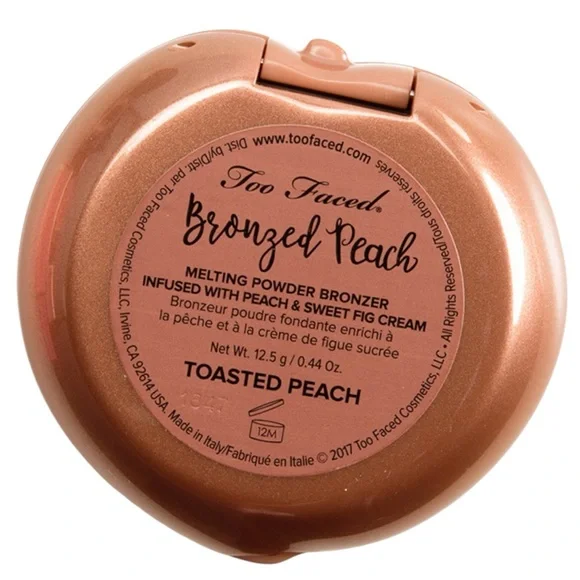 www.toofaced.com
Too Faced®
Bronzed Peach
MELTING POWDER BRONZER
INFUSED WITH PEACH & SWEET FIG CREAM
Bronzeur poudre fondante enrichi à
la pêche et à la crème de figue sucrée
Net Wt. 12.5 g / 0.44 Oz.
TOASTED PEACH
12M
Dist. by/Distr. par Too Faced Cosmetics, LLC, Irvine, CA 92614 USA. Made in Italy/Fabriqué en Italie © 2017 Too Faced Cosmetics, LLC • All Rights Reserved/Tous droits réservés